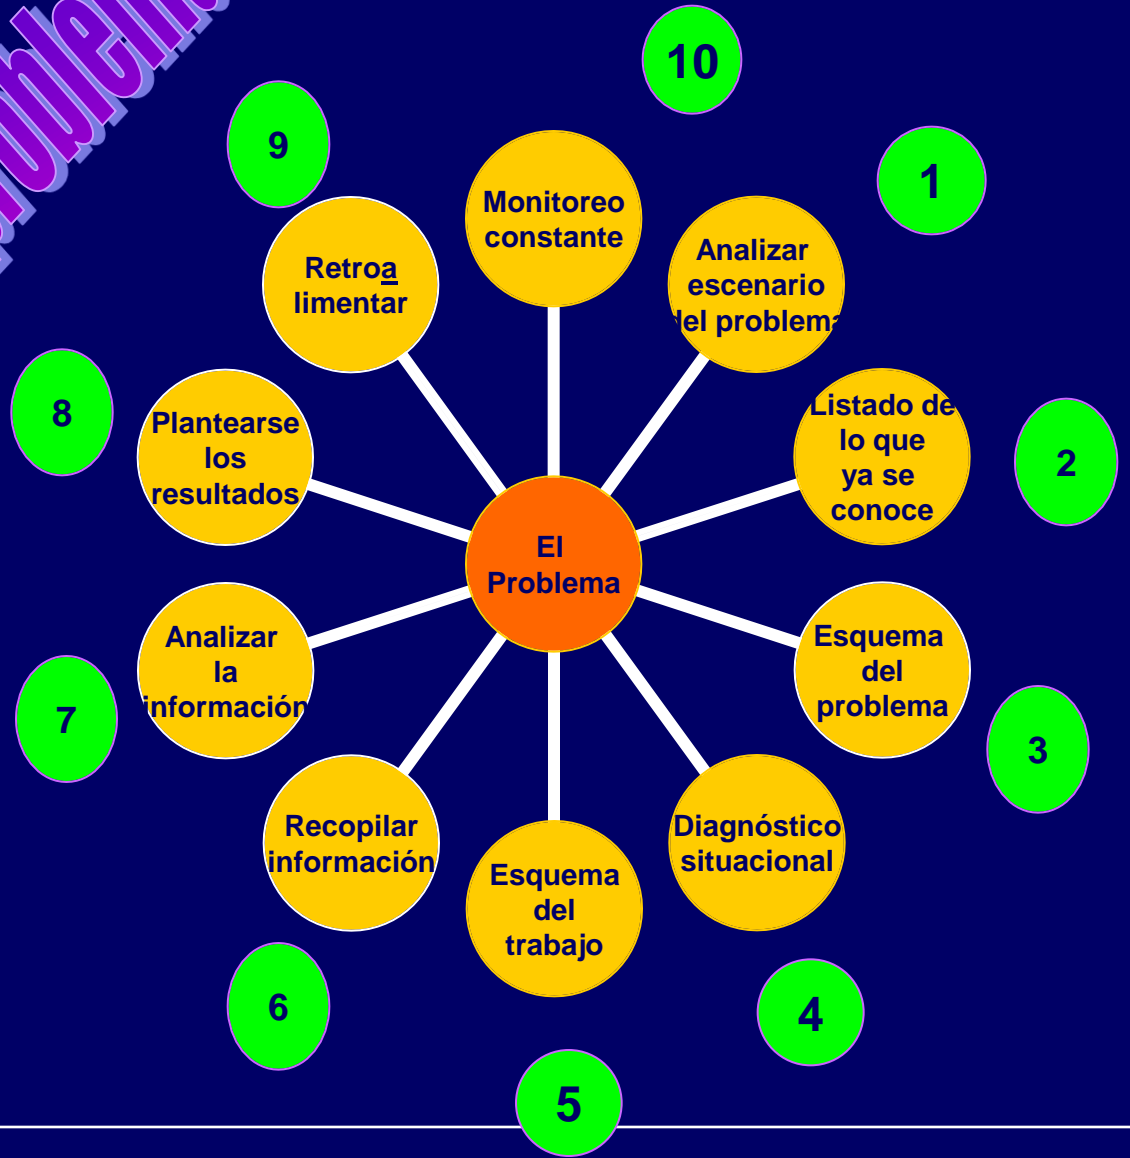 10
9
1
Monitoreo
constante
Analizar
escenario
del problema
Retroa
limentar
8
Plantearse
los
resultados
Listado de
lo que
ya se
conoce
2
El
Problema
Analizar
la
información
7
Esquema
del
problema
3
Recopilar
información
Diagnóstico
situacional
Esquema
del
trabajo
6
4
5